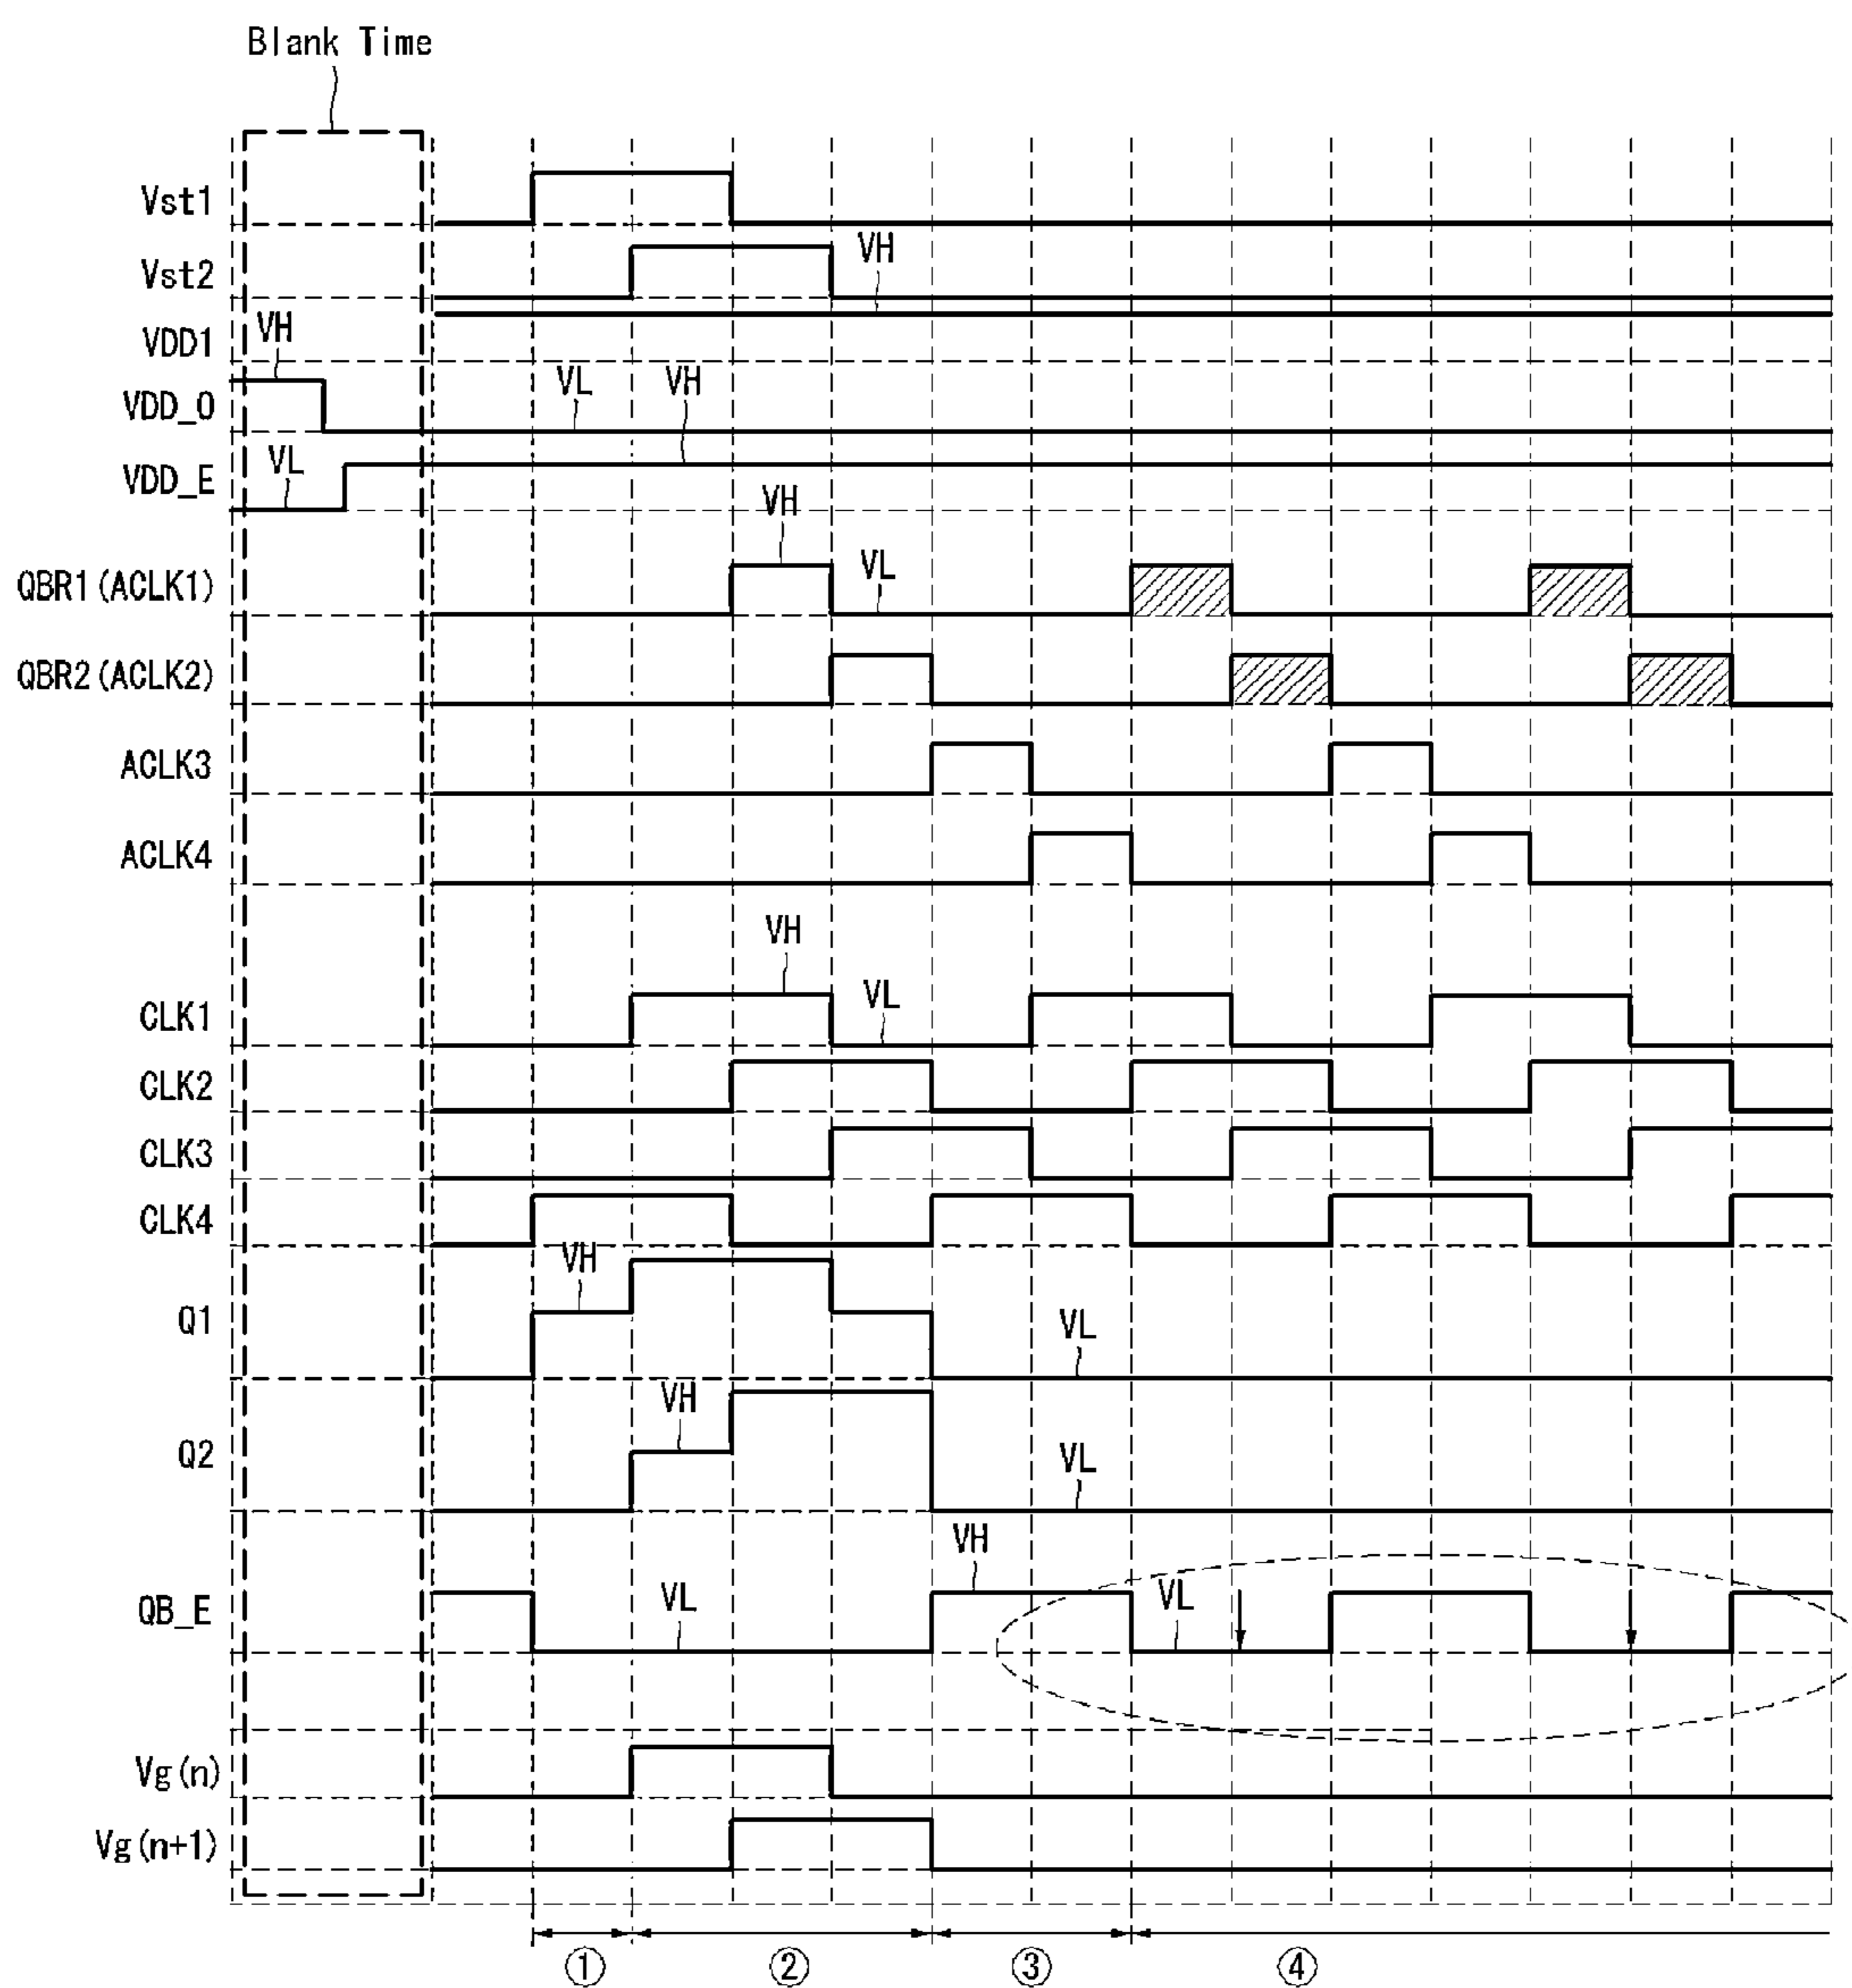 Blank Time
Vst1
Vst2
VH
VDD1
VH
VDD_O
VL
VH
VDD_E
VL
VH
QBR1(ACLK1)
VL
QBR2(ACLK2)
ACLK3
ACLK4
VH
CLK1
VL
CLK2
CLK3
CLK4
VH
Q1
VL
VH
Q2
VL
VH
QB_E
VL
VL
Vg(n)
Vg(n+1)
① ② ③ ④